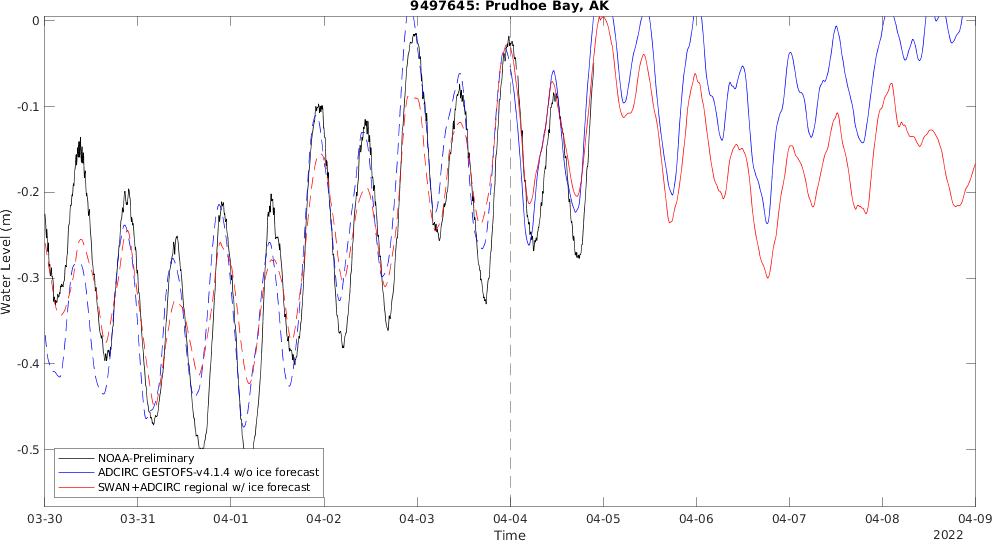 9497645: Prudhoe Bay, AK
0
-0.1
-0.2
-0.3
-0.4
-0.5
Water Level (m)
NOAA-Preliminary
ADCIRC GESTOFS-v4.1.4 w/o ice forecast
SWAN+ADCIRC regional w/ ice forecast
03-30 03-31 04-01 04-02 04-03 04-04 04-05 04-06 04-07 04-08 04-09
Time
2022